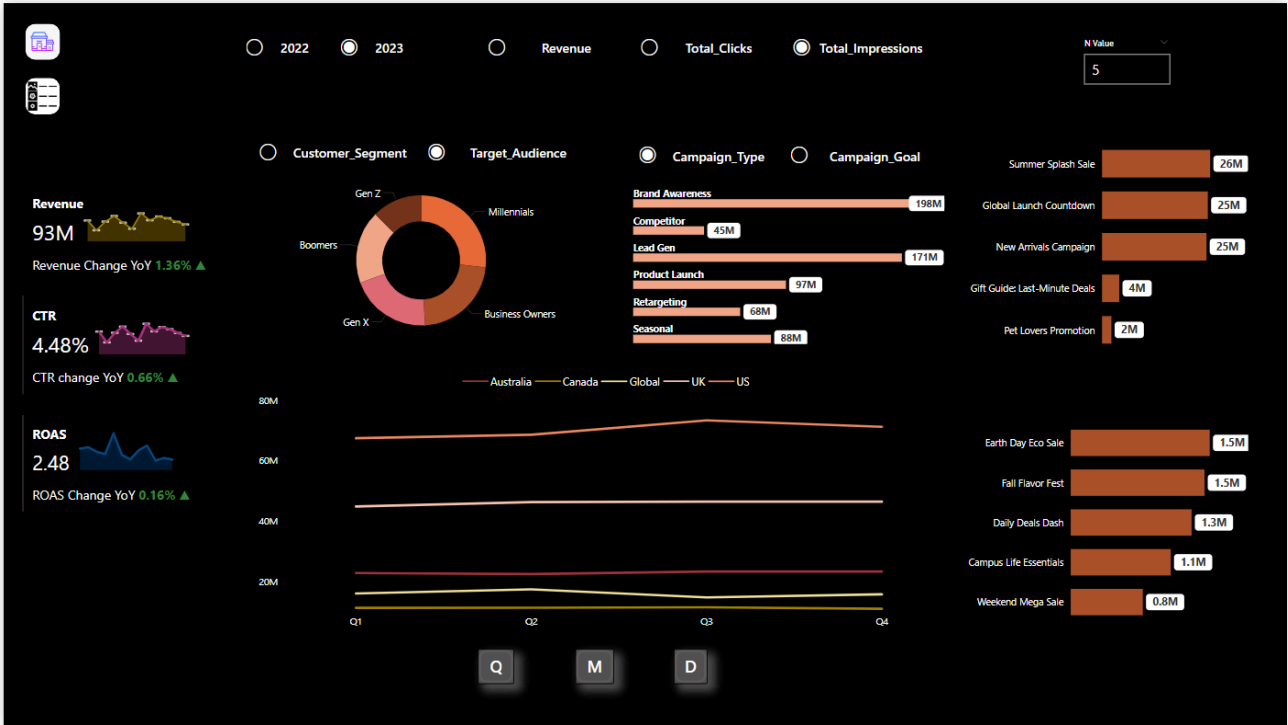 2022 2023 Revenue Total_Clicks Total_Impressions
N Value
5
Customer_Segment Target_Audience Campaign_Type Campaign_Goal
Revenue
93M
Revenue Change YoY 1.36% ▲
CTR
4.48%
CTR change YoY 0.66% ▲
ROAS
2.48
ROAS Change YoY 0.16% ▲
Gen Z
Millennials
Boomers
Gen X
Business Owners
Brand Awareness
198M
Competitor
45M
Lead Gen
171M
Product Launch
97M
Retargeting
68M
Seasonal
88M
Summer Splash Sale 26M
Global Launch Countdown 25M
New Arrivals Campaign 25M
Gift Guide: Last-Minute Deals 4M
Pet Lovers Promotion 2M
Australia Canada Global UK US
80M
60M
40M
20M
Q1 Q2 Q3 Q4
Earth Day Eco Sale 1.5M
Fall Flavor Fest 1.5M
Daily Deals Dash 1.3M
Campus Life Essentials 1.1M
Weekend Mega Sale 0.8M
Q M D